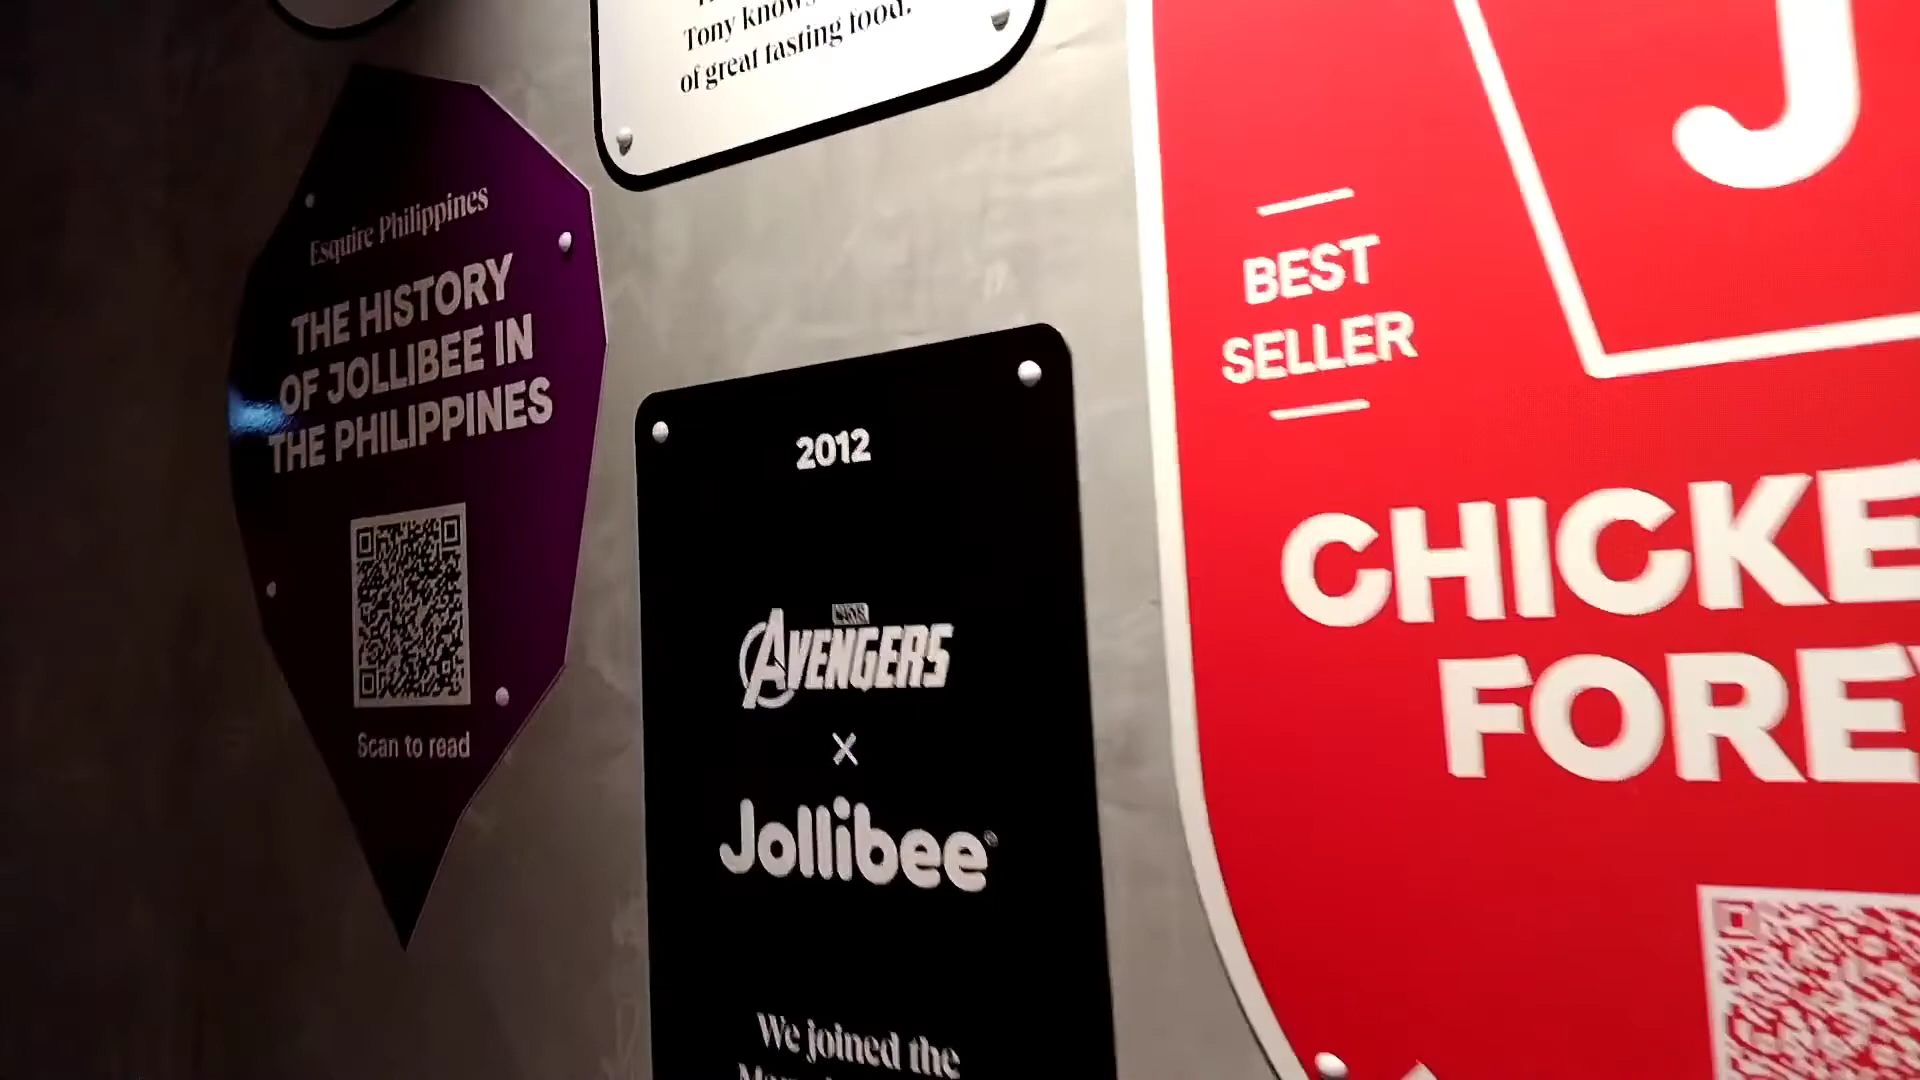 Tony knows
of great tasting food.
Esquire Philippines
THE HISTORY
OF JOLLIBEE IN
THE PHILIPPINES
Scan to read
2012
AVENGERS
×
Jollibee®
We joined the
J
BEST
SELLER
CHICKE
FORE